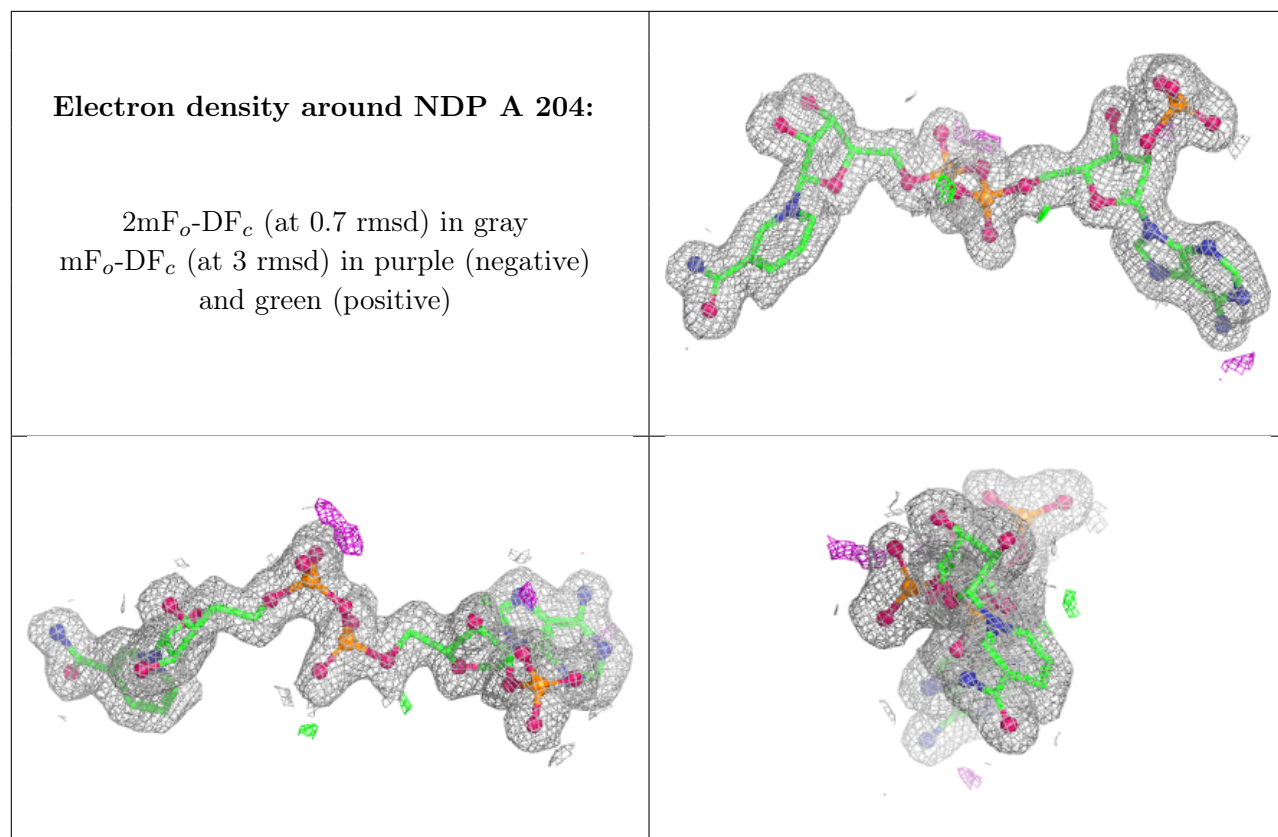 Electron density around NDP A 204:
2mFo-DFc (at 0.7 rmsd) in gray
mFo-DFc (at 3 rmsd) in purple (negative)
and green (positive)